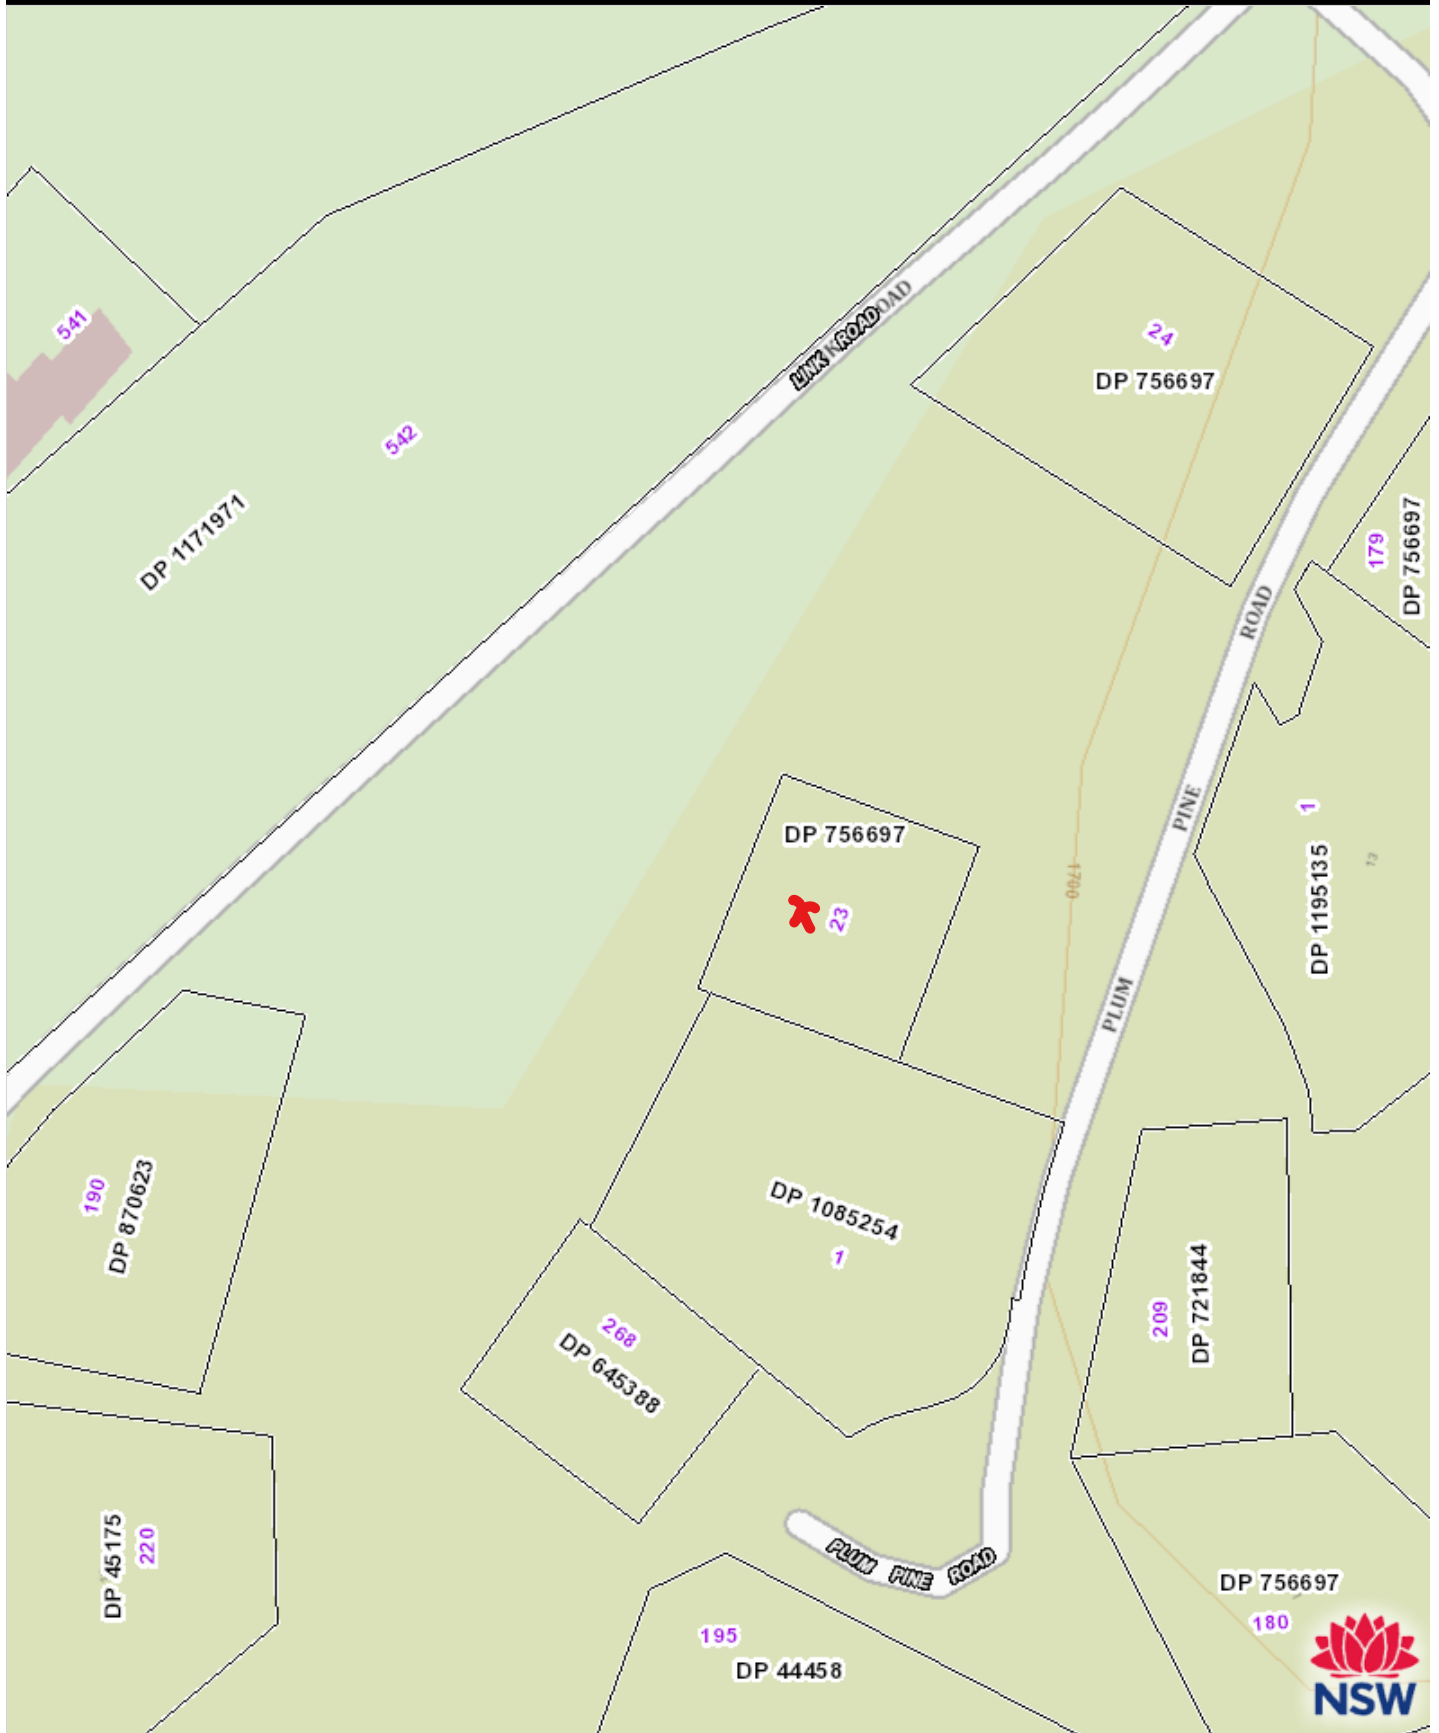 541
542
DP 1171971
LINK ROAD
24
DP 756697
179
DP 756697
ROAD
PINE
PLUM
1
DP 1195135
13
1700
DP 756697
23
190
DP 870623
DP 1085254
1
268
DP 645388
209
DP 721844
DP 45175
220
PLUM PINE ROAD
195
DP 44458
DP 756697
180
NSW